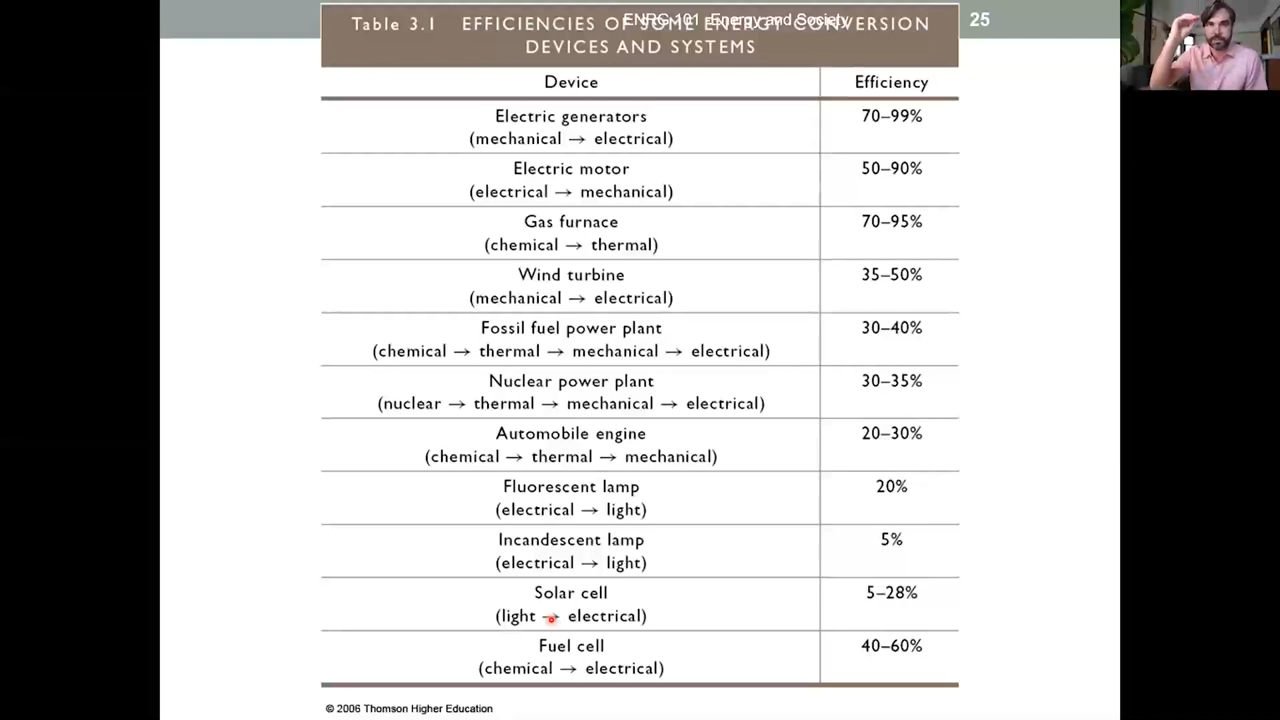 ENRG 101 - Energy and Society
25
Table 3.1 EFFICIENCIES OF SOME ENERGY CONVERSION
DEVICES AND SYSTEMS
Device Efficiency
Electric generators 70–99%
(mechanical → electrical)
Electric motor 50–90%
(electrical → mechanical)
Gas furnace 70–95%
(chemical → thermal)
Wind turbine 35–50%
(mechanical → electrical)
Fossil fuel power plant 30–40%
(chemical → thermal → mechanical → electrical)
Nuclear power plant 30–35%
(nuclear → thermal → mechanical → electrical)
Automobile engine 20–30%
(chemical → thermal → mechanical)
Fluorescent lamp 20%
(electrical → light)
Incandescent lamp 5%
(electrical → light)
Solar cell 5–28%
(light → electrical)
Fuel cell 40–60%
(chemical → electrical)
© 2006 Thomson Higher Education